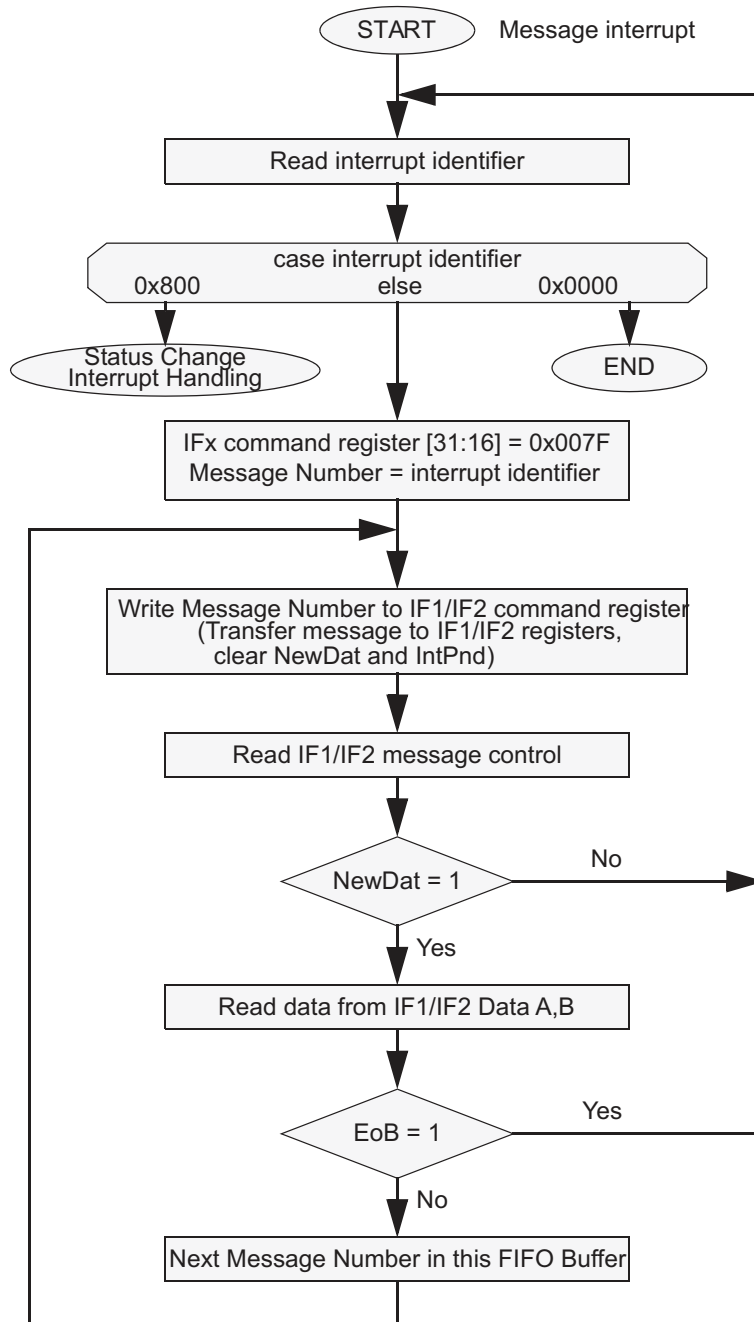 START
Message interrupt
Read interrupt identifier
case interrupt identifier
0x800 else 0x0000
Status Change
Interrupt Handling
END
IFx command register [31:16] = 0x007F
Message Number = interrupt identifier
Write Message Number to IF1/IF2 command register
(Transfer message to IF1/IF2 registers,
clear NewDat and IntPnd)
Read IF1/IF2 message control
NewDat = 1
No
Yes
Read data from IF1/IF2 Data A,B
EoB = 1
Yes
No
Next Message Number in this FIFO Buffer